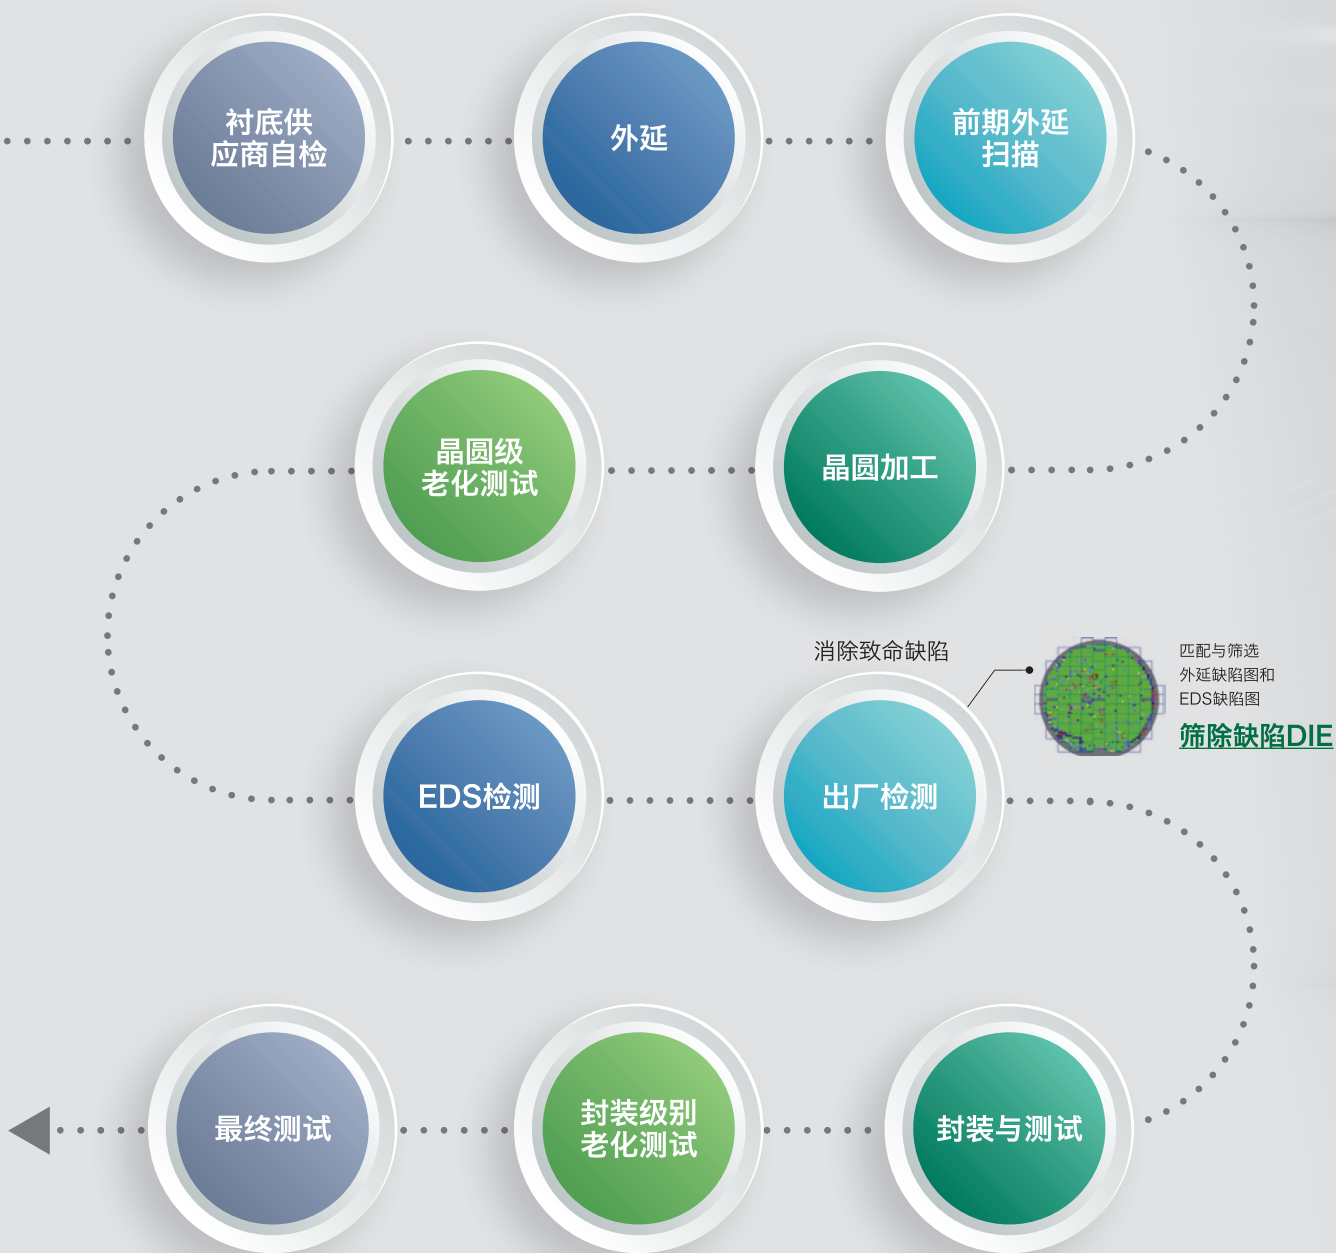 衬底供
应商自检
外延
前期外延
扫描
晶圆级
老化测试
晶圆加工
消除致命缺陷
匹配与筛选
外延缺陷图和
EDS缺陷图
筛除缺陷DIE
EDS检测
出厂检测
最终测试
封装级别
老化测试
封装与测试